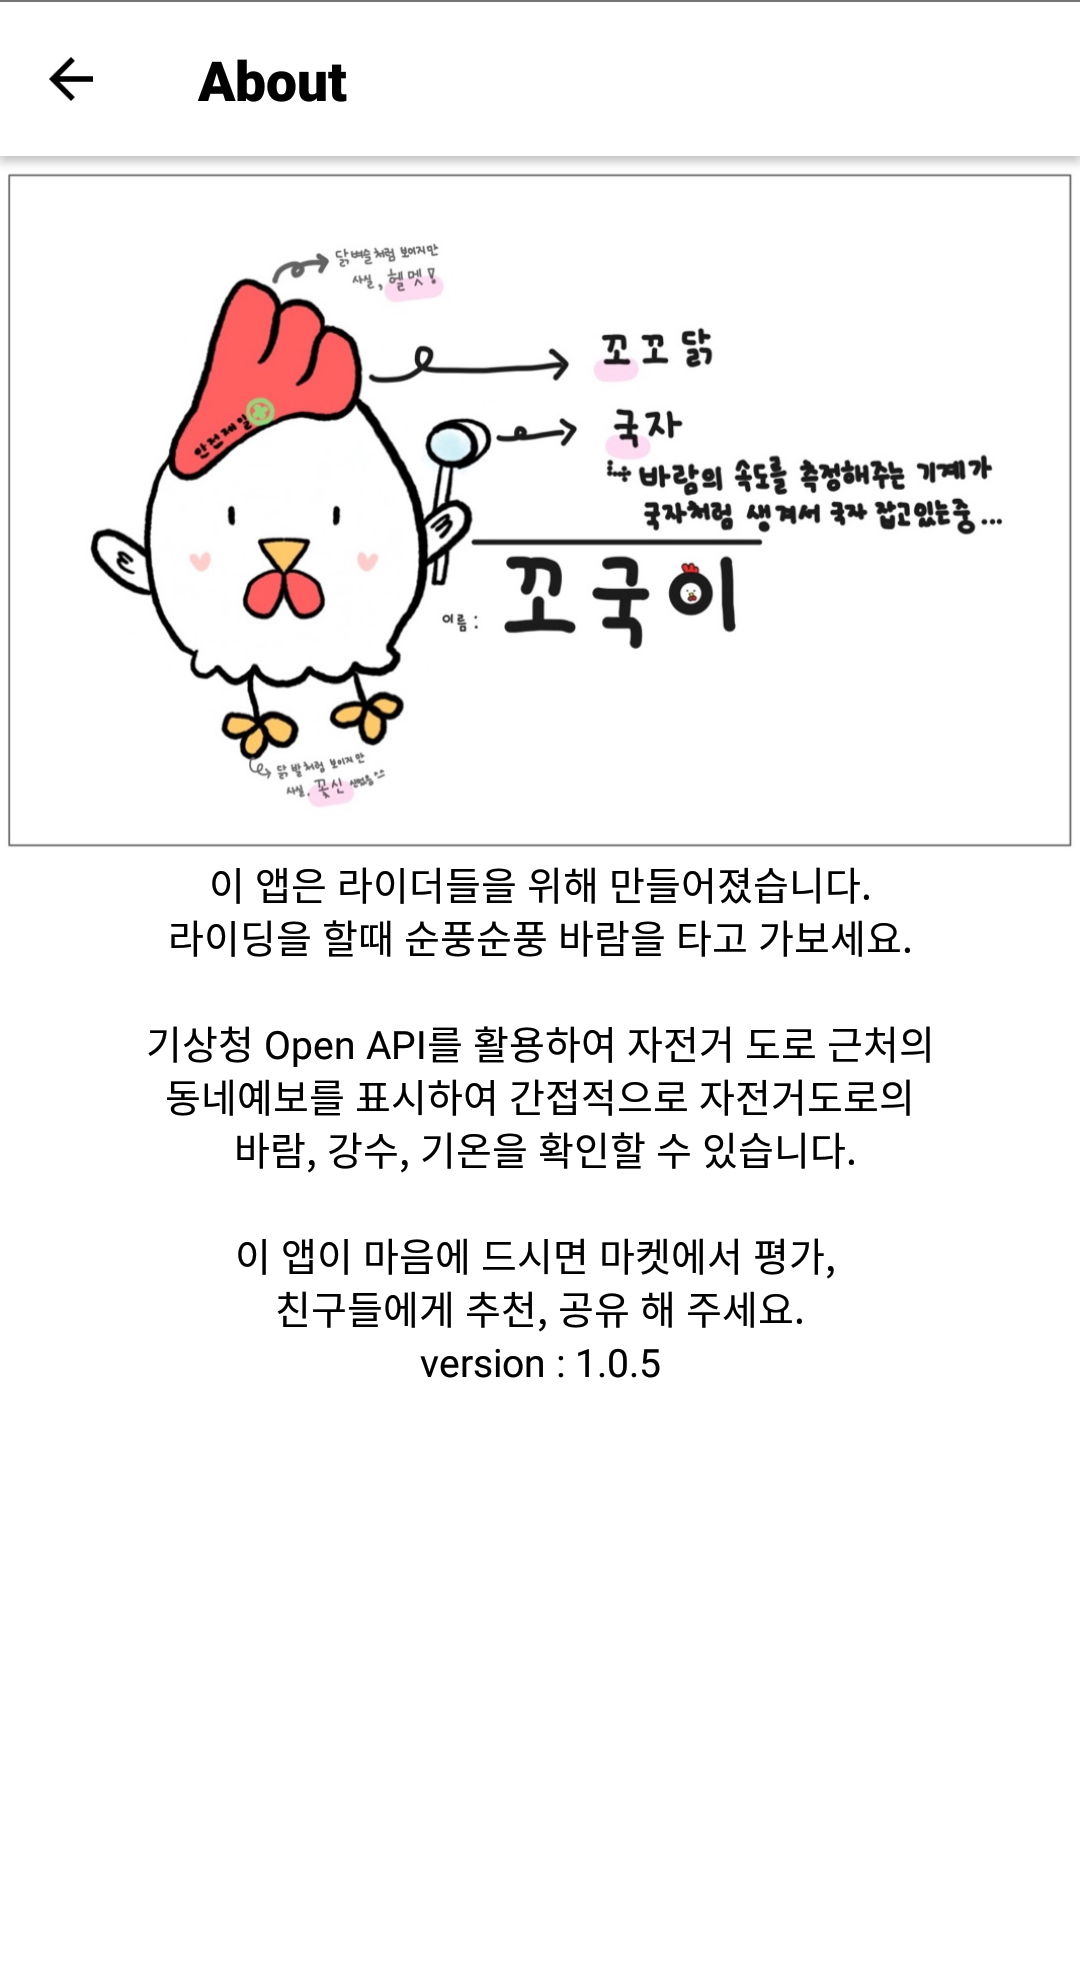 About
닭벼슬처럼 보이지만
사실, 헬멧!
꼬꼬닭
국자
바람의 속도를 측정해주는 기계가
국자처럼 생겨서 국자 잡고있는중...
안전제일
이름: 꼬국이
닭발처럼 보이지만
사실, 꽃신
이 앱은 라이더들을 위해 만들어졌습니다.
라이딩을 할때 순풍순풍 바람을 타고 가보세요.
기상청 Open API를 활용하여 자전거 도로 근처의
동네예보를 표시하여 간접적으로 자전거도로의
바람, 강수, 기온을 확인할 수 있습니다.
이 앱이 마음에 드시면 마켓에서 평가,
친구들에게 추천, 공유 해 주세요.
version : 1.0.5